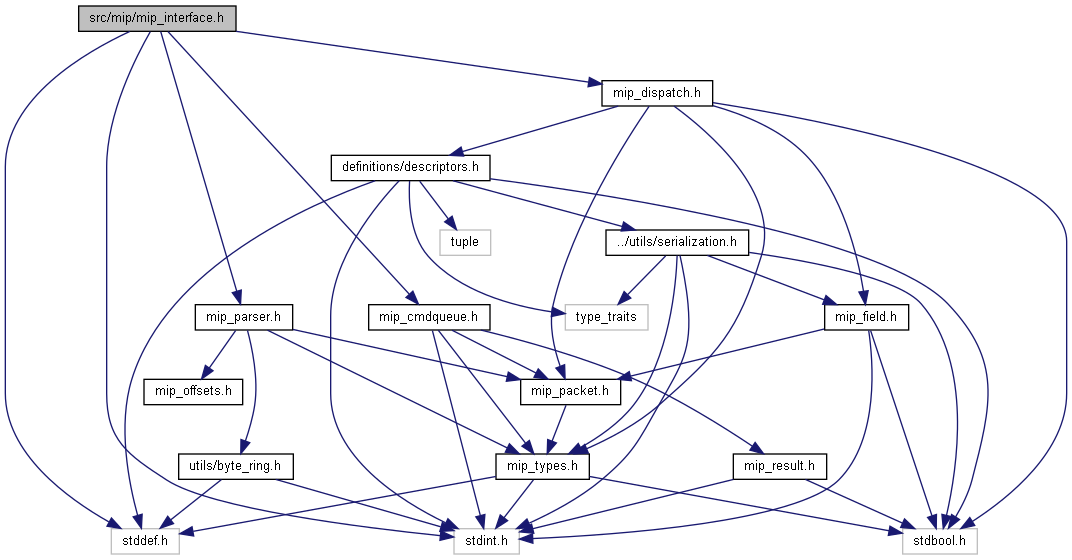 src/mip/mip_interface.h
mip_dispatch.h
definitions/descriptors.h
tuple
../utils/serialization.h
mip_parser.h
mip_cmdqueue.h
type_traits
mip_field.h
mip_offsets.h
mip_packet.h
utils/byte_ring.h
mip_types.h
mip_result.h
stddef.h
stdint.h
stdbool.h